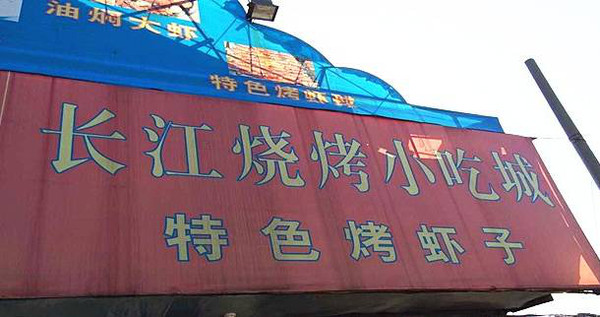 油焖大虾
特色烤虾球
长江烧烤小吃城
特色烤虾子